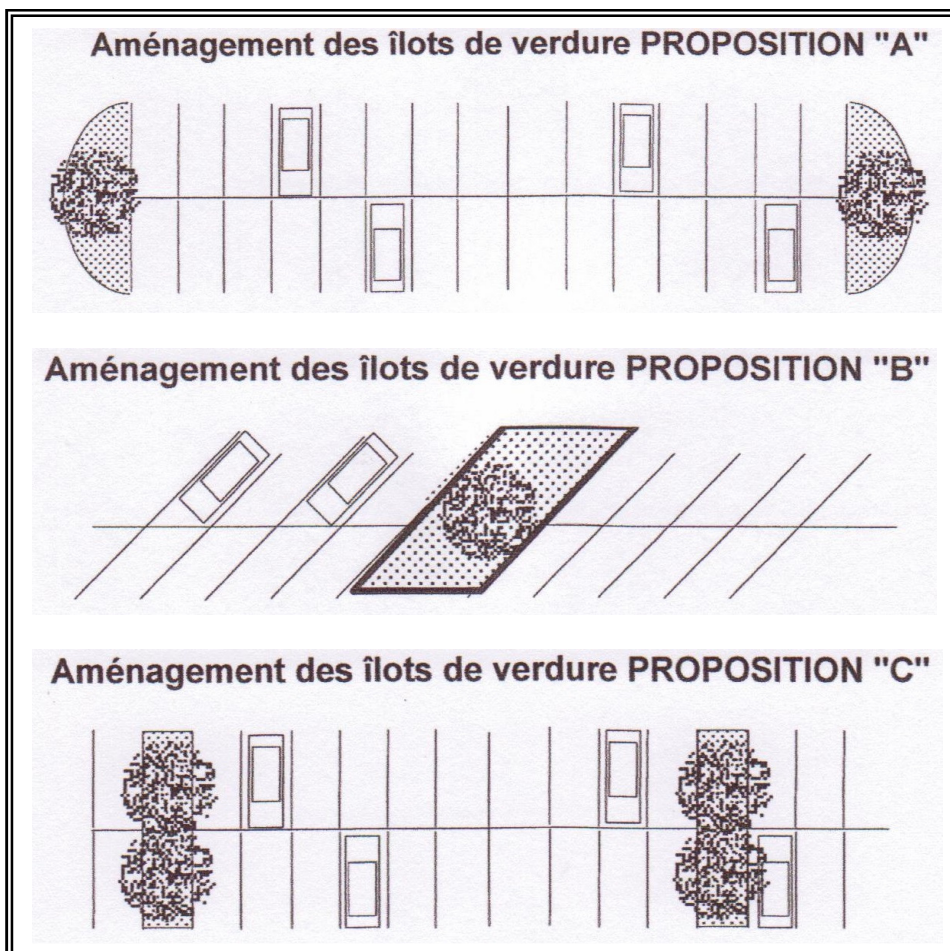 Aménagement des îlots de verdure PROPOSITION "A"
Aménagement des îlots de verdure PROPOSITION "B"
Aménagement des îlots de verdure PROPOSITION "C"